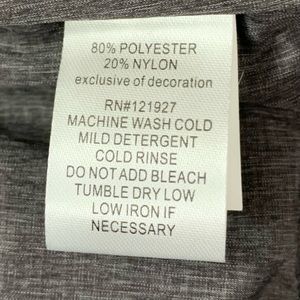 80% POLYESTER
20% NYLON
exclusive of decoration
RN#121927
MACHINE WASH COLD
MILD DETERGENT
COLD RINSE
DO NOT ADD BLEACH
TUMBLE DRY LOW
LOW IRON IF
NECESSARY